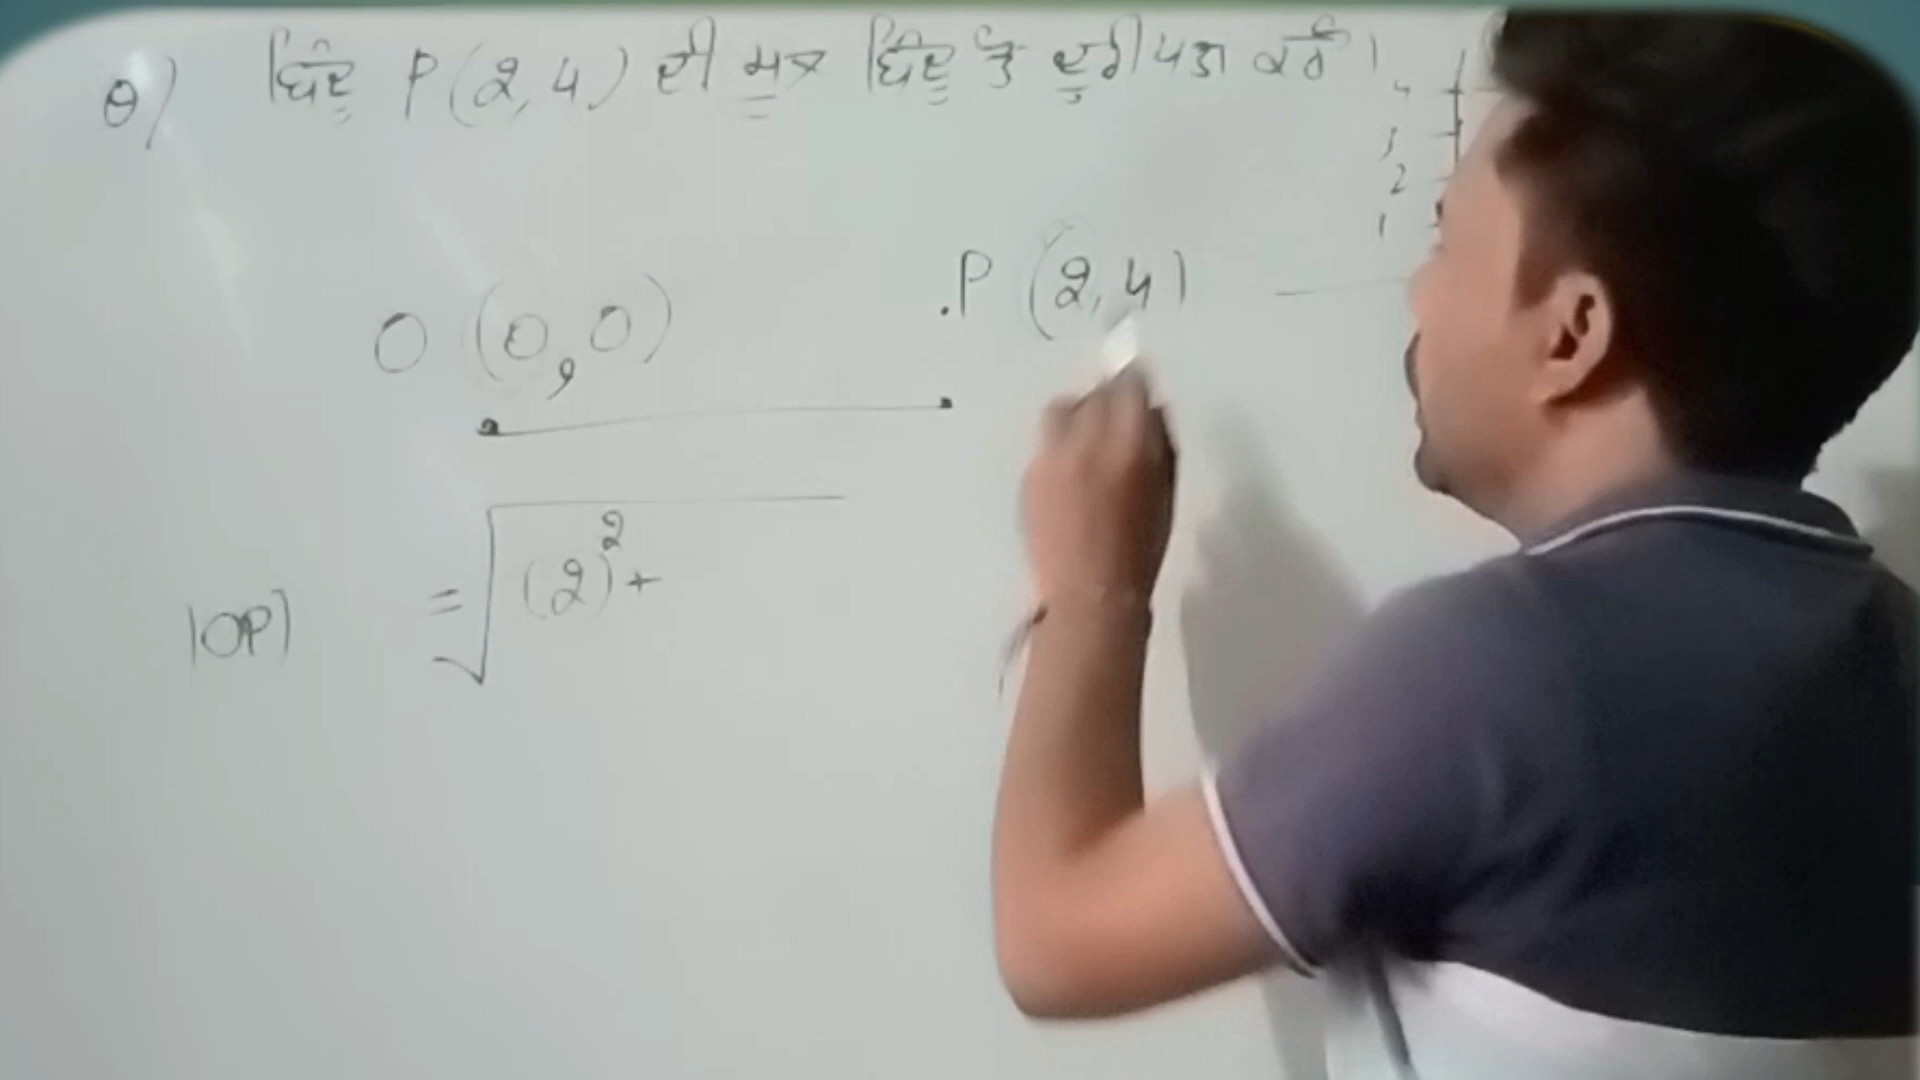 Q) ਬਿੰਦੂ P(2,4) ਦੀ ਮੂਲ ਬਿੰਦੂ ਤੋਂ ਦੂਰੀ ਪਤਾ ਕਰੋ।
4
3
2
1
O (0,0)
.P (2,4)
|OP| = √(2)² +